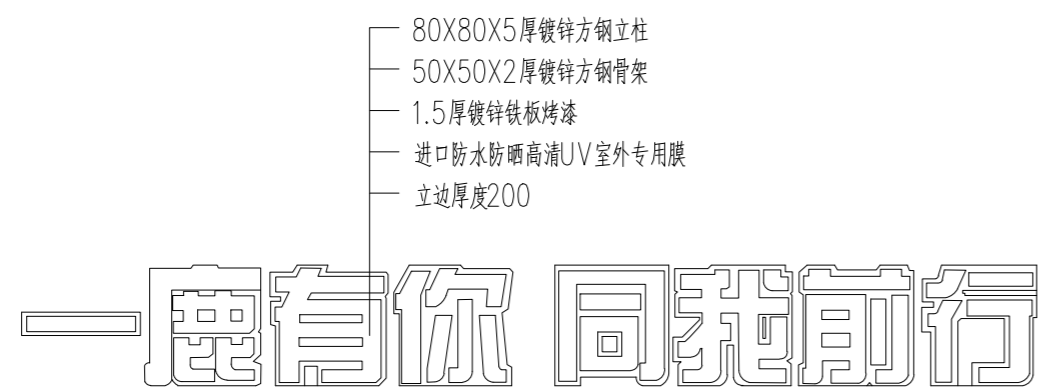 80X80X5厚镀锌方钢立柱
50X50X2厚镀锌方钢骨架
1.5厚镀锌铁板烤漆
进口防水防晒高清UV室外专用膜
立边厚度200
一鹿有你 同我前行